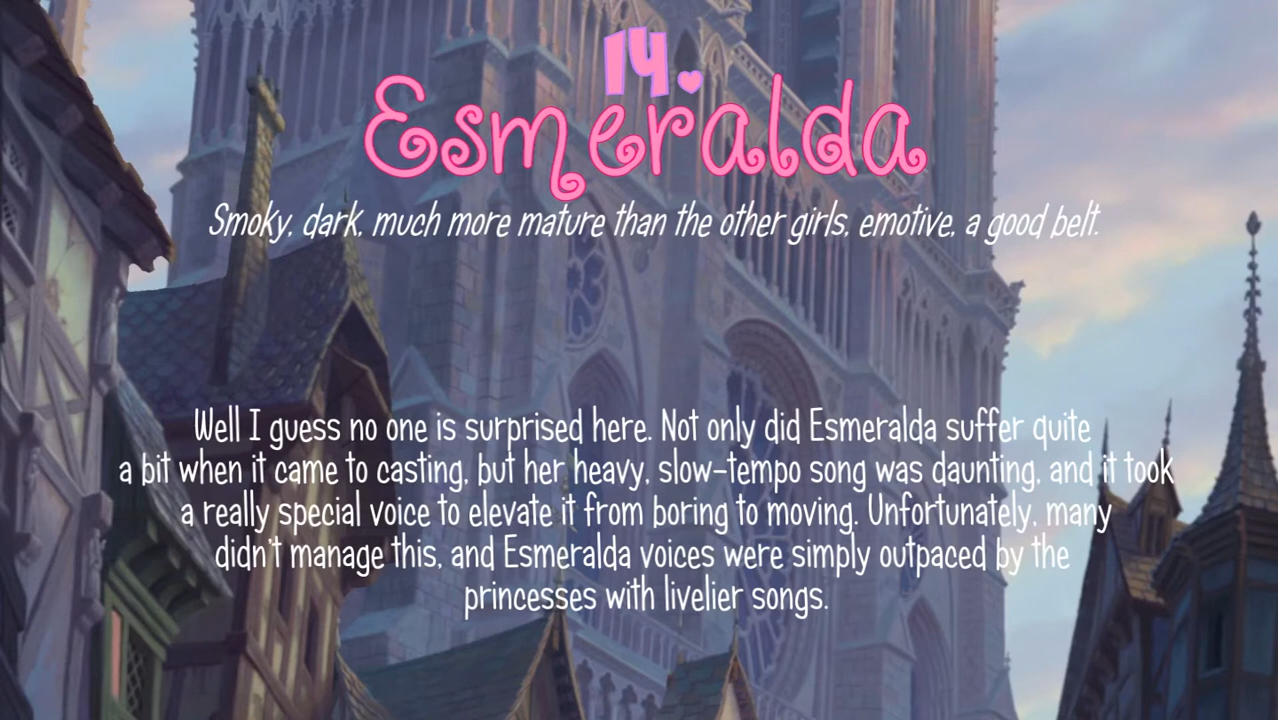 14.
Esmeralda
Smoky, dark, much more mature than the other girls, emotive, a good belt.
Well I guess no one is surprised here. Not only did Esmeralda suffer quite
a bit when it came to casting, but her heavy, slow-tempo song was daunting, and it took
a really special voice to elevate it from boring to moving. Unfortunately, many
didn't manage this, and Esmeralda voices were simply outpaced by the
princesses with livelier songs.